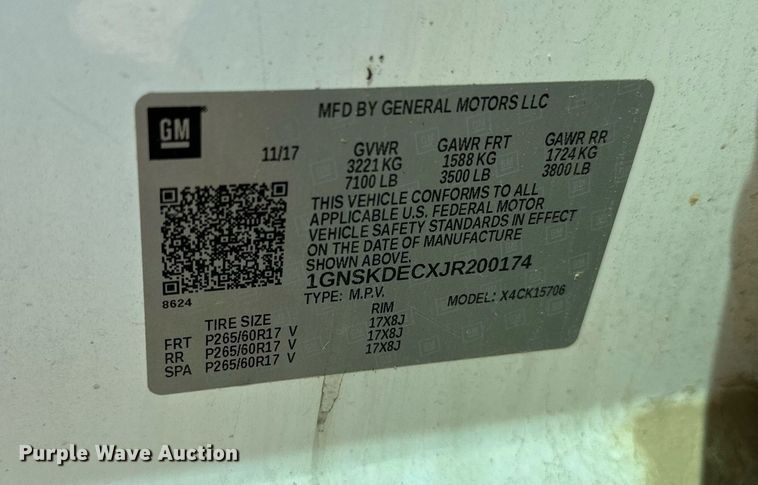 GM
MFD BY GENERAL MOTORS LLC
11/17 GVWR GAWR FRT GAWR RR
3221 KG 1588 KG 1724 KG
7100 LB 3500 LB 3800 LB
THIS VEHICLE CONFORMS TO ALL
APPLICABLE U.S. FEDERAL MOTOR
VEHICLE SAFETY STANDARDS IN EFFECT
ON THE DATE OF MANUFACTURE
SHOWN ABOVE.
1GNSKDECXJR200174
8624 TYPE: M.P.V. MODEL: X4CK15706
TIRE SIZE RIM
FRT P265/60R17 V 17X8J
RR P265/60R17 V 17X8J
SPA P265/60R17 V 17X8J
Purple Wave Auction